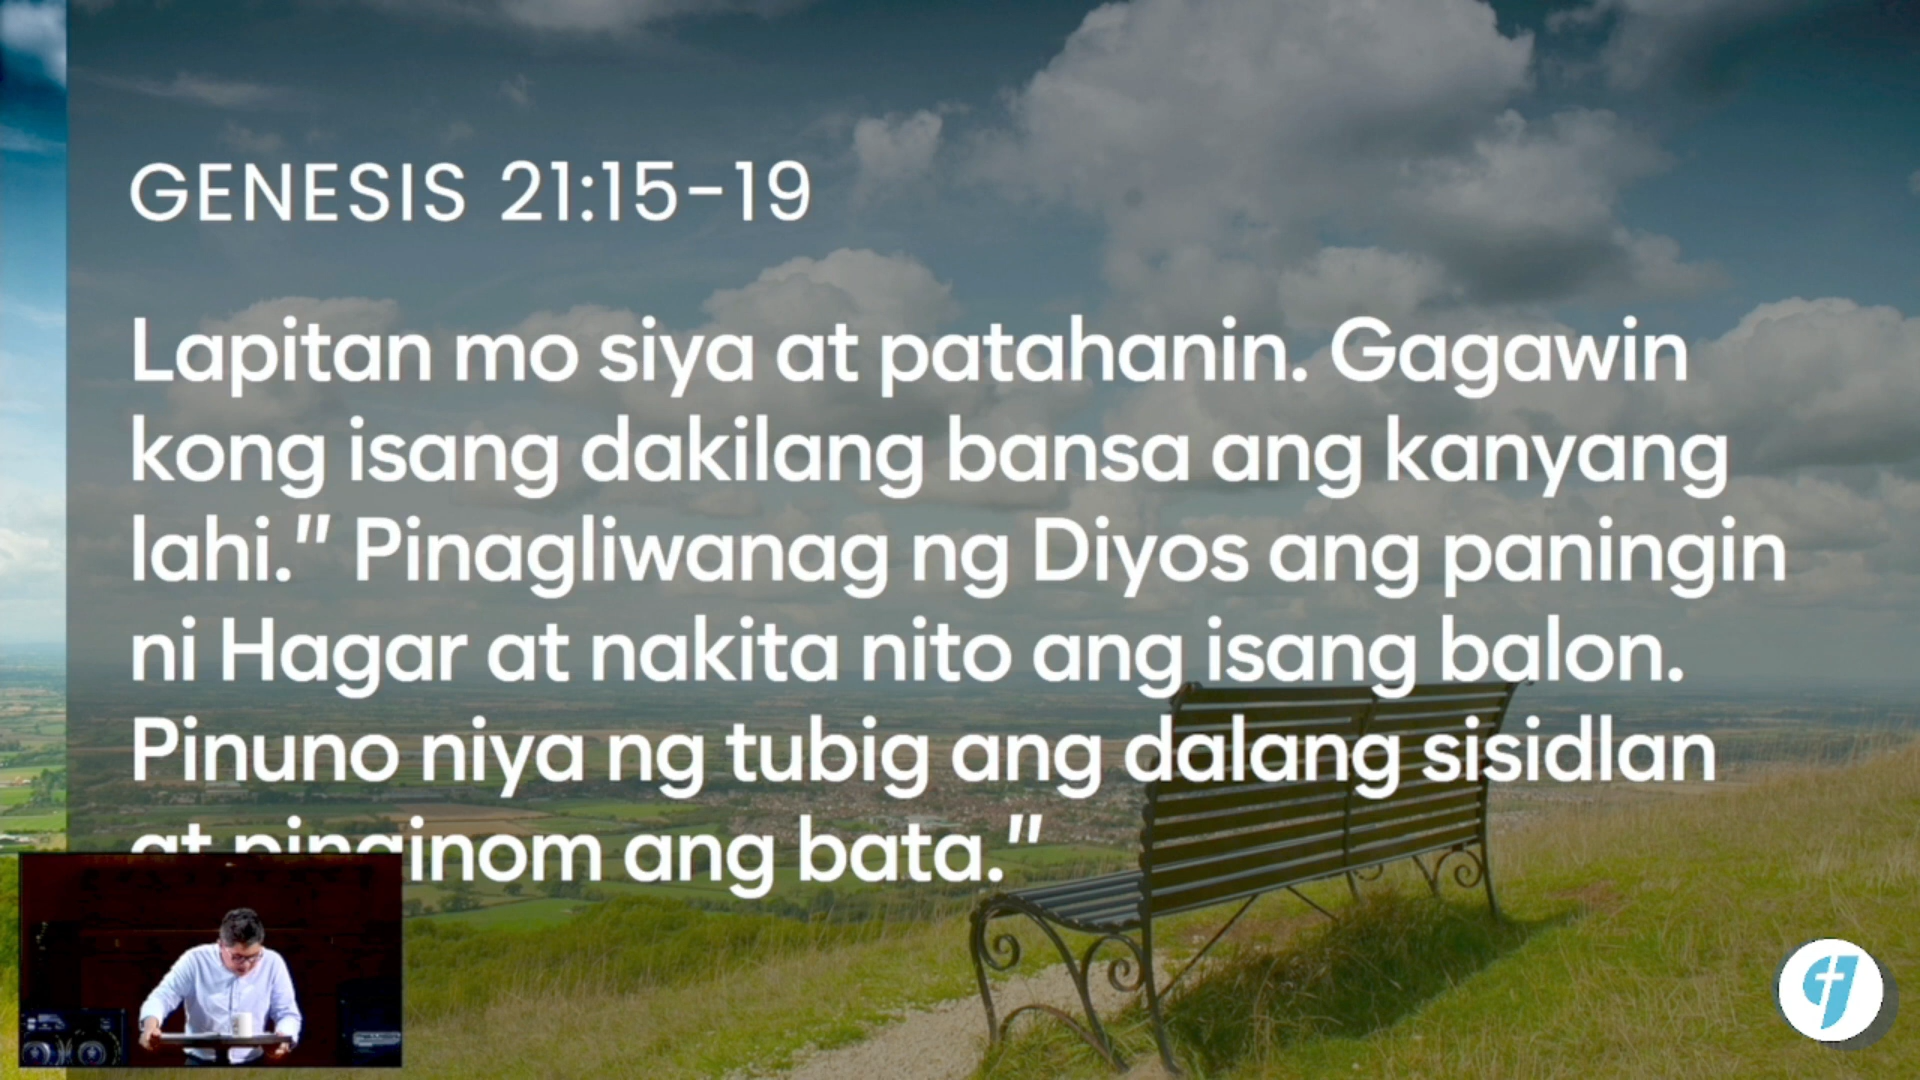 GENESIS 21:15-19
Lapitan mo siya at patahanin. Gagawin
kong isang dakilang bansa ang kanyang
lahi." Pinagliwanag ng Diyos ang paningin
ni Hagar at nakita nito ang isang balon.
Pinuno niya ng tubig ang dalang sisidlan
at pinainom ang bata."